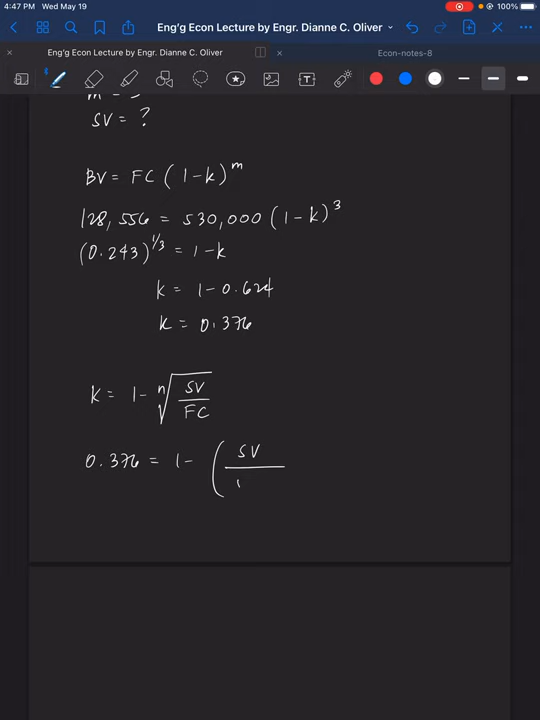 4:47 PM Wed May 19
100%
Eng'g Econ Lecture by Engr. Dianne C. Oliver
Eng'g Econ Lecture by Engr. Dianne C. Oliver
Econ-notes-8
SV = ?
BV = FC (1-k)^m
128,556 = 530,000 (1-k)^3
(0.243)^1/3 = 1-k
k = 1-0.624
k = 0.376
k = 1- n√SV/FC
0.376 = 1- (SV/